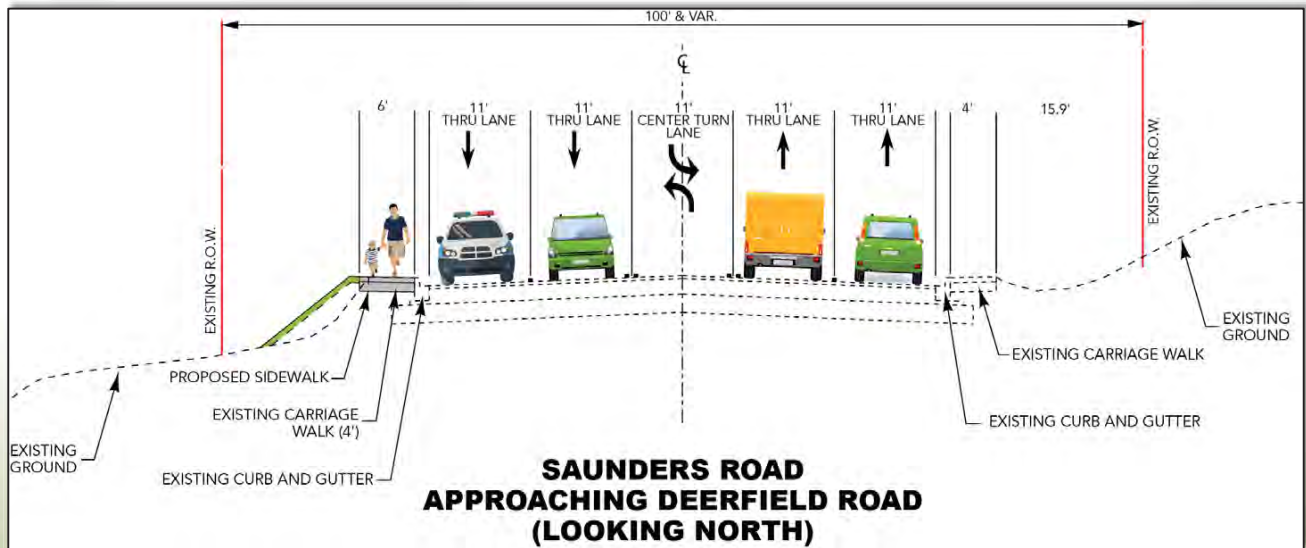 100' & VAR.
℄
6'
11'
THRU LANE
11'
THRU LANE
11'
CENTER TURN
LANE
11'
THRU LANE
11'
THRU LANE
4'
15.9'
EXISTING R.O.W.
EXISTING R.O.W.
EXISTING
GROUND
PROPOSED SIDEWALK
EXISTING CARRIAGE WALK
EXISTING CARRIAGE
WALK (4')
EXISTING CURB AND GUTTER
EXISTING
GROUND
EXISTING CURB AND GUTTER
SAUNDERS ROAD
APPROACHING DEERFIELD ROAD
(LOOKING NORTH)